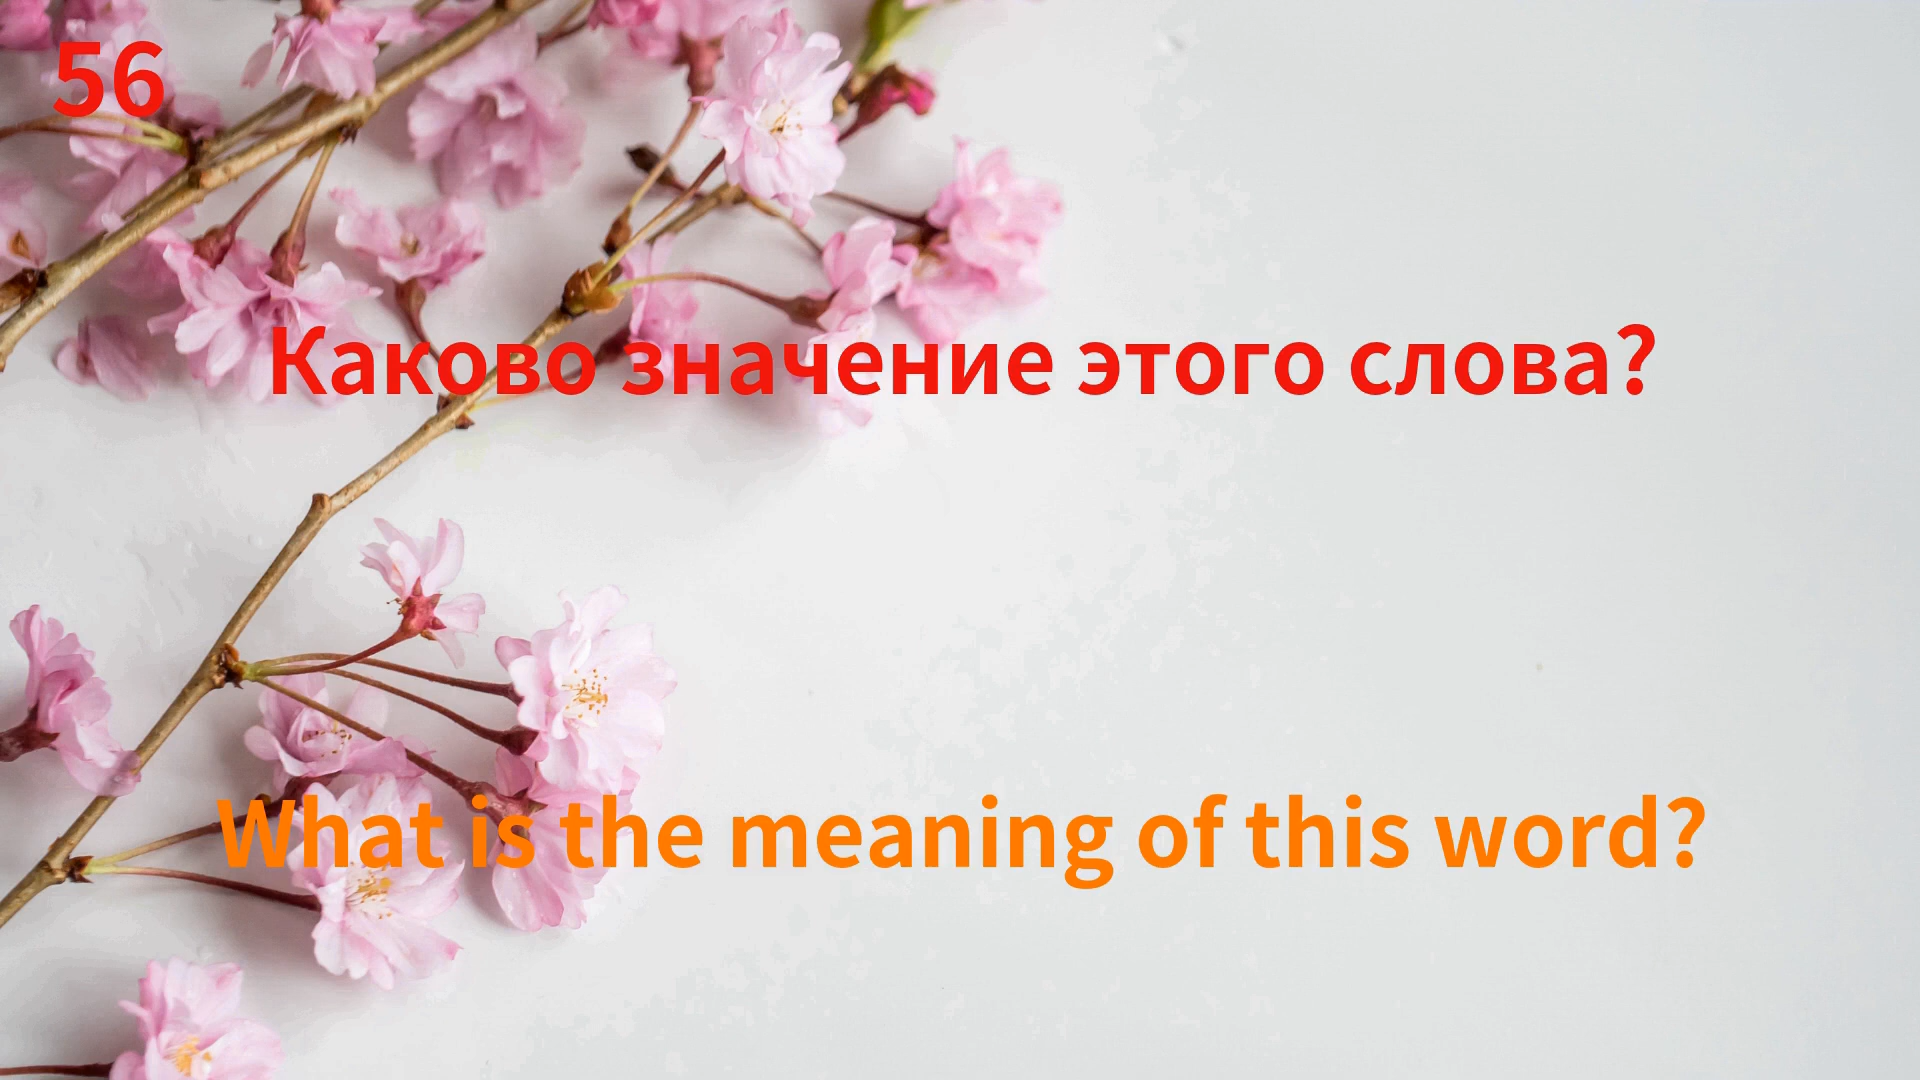 56
Каково значение этого слова?
What is the meaning of this word?